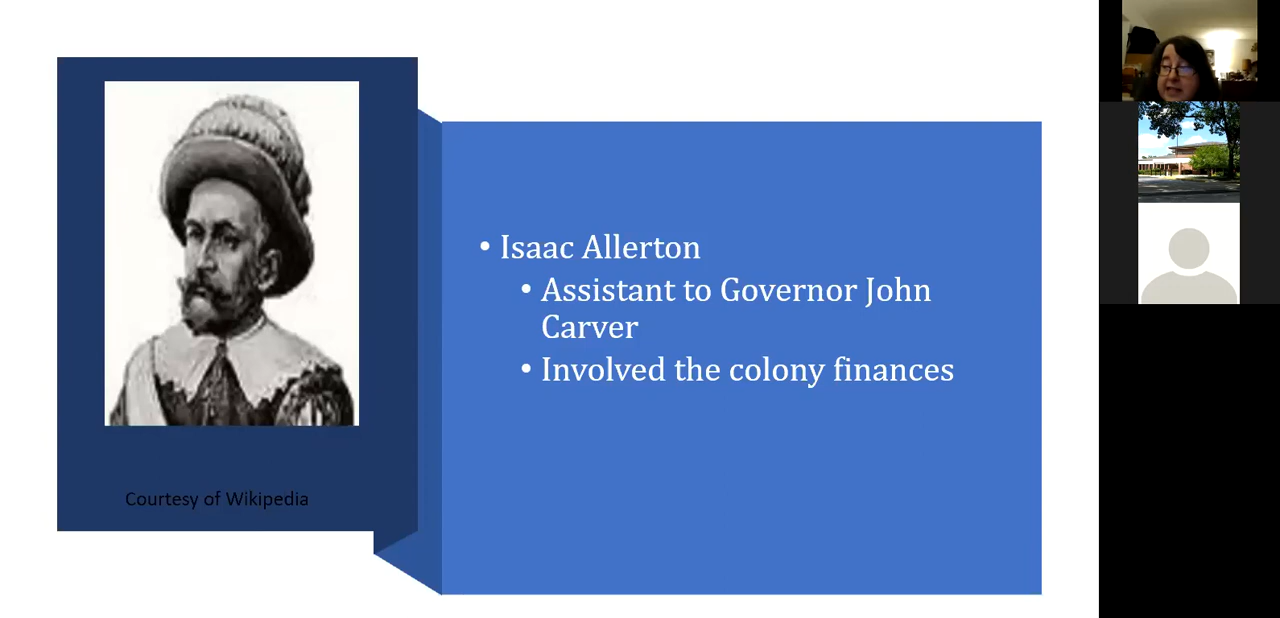 • Isaac Allerton
• Assistant to Governor John
Carver
• Involved the colony finances
Courtesy of Wikipedia